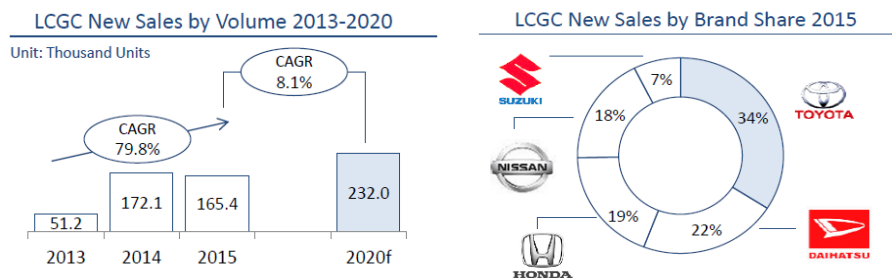 LCGC New Sales by Volume 2013-2020
Unit: Thousand Units
CAGR
8.1%
CAGR
79.8%
51.2
172.1
165.4
232.0
2013
2014
2015
2020f
LCGC New Sales by Brand Share 2015
7%
SUZUKI
34%
TOYOTA
18%
NISSAN
19%
22%
HONDA
DAIHATSU